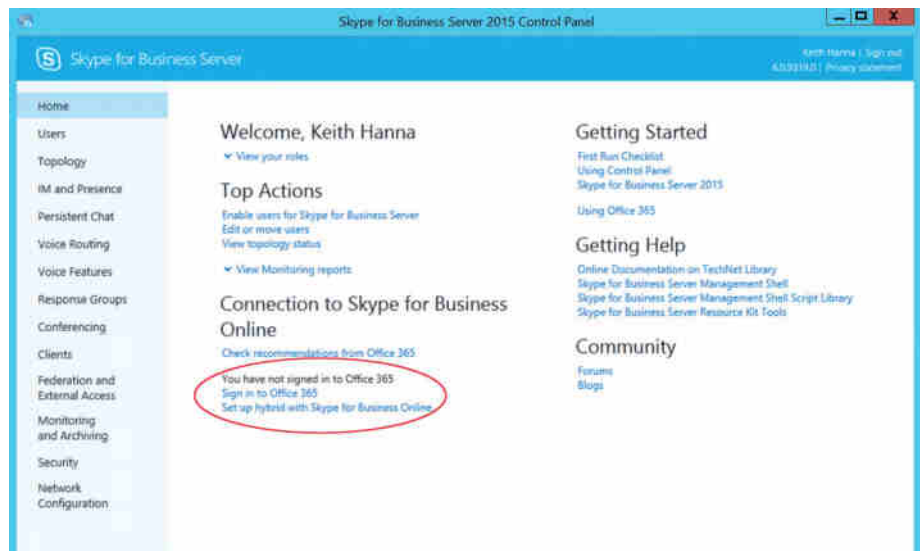 Skype for Business Server 2015 Control Panel
Skype for Business Server
Keith Hanna | Sign out
6.0.9319.0 | Privacy statement
Home
Users
Topology
IM and Presence
Persistent Chat
Voice Routing
Voice Features
Response Groups
Conferencing
Clients
Federation and
External Access
Monitoring
and Archiving
Security
Network
Configuration
Welcome, Keith Hanna
View your roles
Top Actions
Enable users for Skype for Business Server
Edit or move users
View topology status
View Monitoring reports
Connection to Skype for Business
Online
Check recommendations from Office 365
You have not signed in to Office 365
Sign in to Office 365
Set up hybrid with Skype for Business Online
Getting Started
First Run Checklist
Using Control Panel
Skype for Business Server 2015
Using Office 365
Getting Help
Online Documentation on TechNet Library
Skype for Business Server Management Shell
Skype for Business Server Management Shell Script Library
Skype for Business Server Resource Kit Tools
Community
Forums
Blogs